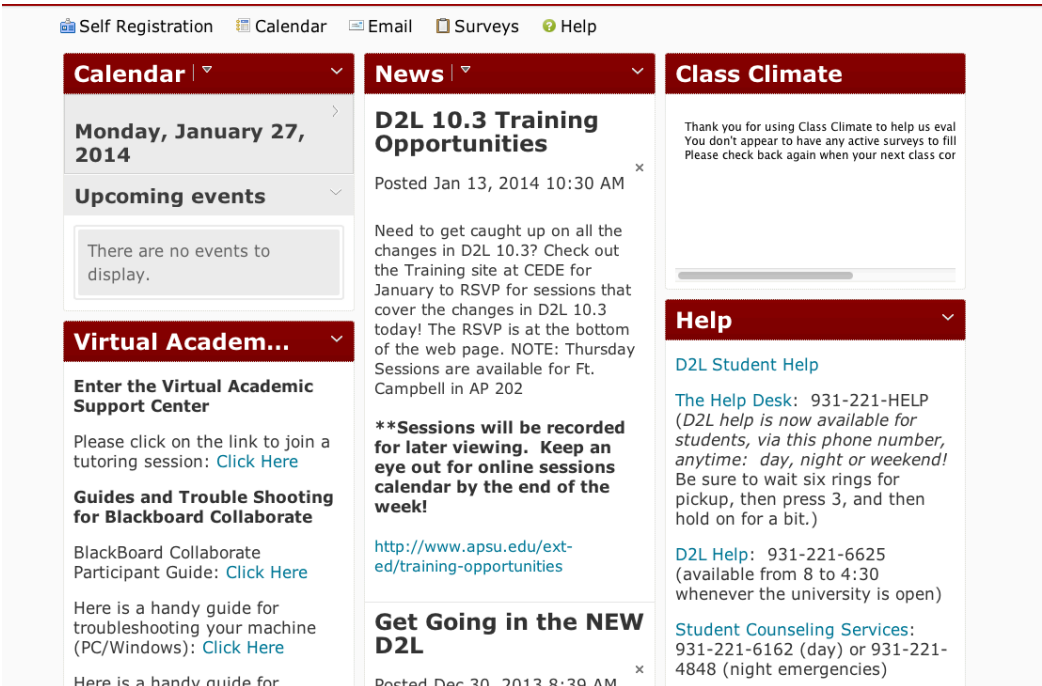 Self Registration Calendar Email Surveys Help
Calendar
Monday, January 27,
2014
Upcoming events
There are no events to
display.
Virtual Academ...
Enter the Virtual Academic
Support Center
Please click on the link to join a
tutoring session: Click Here
Guides and Trouble Shooting
for Blackboard Collaborate
BlackBoard Collaborate
Participant Guide: Click Here
Here is a handy guide for
troubleshooting your machine
(PC/Windows): Click Here
Here is a handy guide for
News
D2L 10.3 Training
Opportunities
Posted Jan 13, 2014 10:30 AM
Need to get caught up on all the
changes in D2L 10.3? Check out
the Training site at CEDE for
January to RSVP for sessions that
cover the changes in D2L 10.3
today! The RSVP is at the bottom
of the web page. NOTE: Thursday
Sessions are available for Ft.
Campbell in AP 202
**Sessions will be recorded
for later viewing.  Keep an
eye out for online sessions
calendar by the end of the
week!
http://www.apsu.edu/ext-
ed/training-opportunities
Get Going in the NEW
D2L
Posted Dec 30, 2013 8:39 AM
Class Climate
Thank you for using Class Climate to help us eval
You don't appear to have any active surveys to fill
Please check back again when your next class cor
Help
D2L Student Help
The Help Desk:  931-221-HELP
(D2L help is now available for
students, via this phone number,
anytime:  day, night or weekend!
Be sure to wait six rings for
pickup, then press 3, and then
hold on for a bit.)
D2L Help:  931-221-6625
(available from 8 to 4:30
whenever the university is open)
Student Counseling Services:
931-221-6162 (day) or 931-221-
4848 (night emergencies)